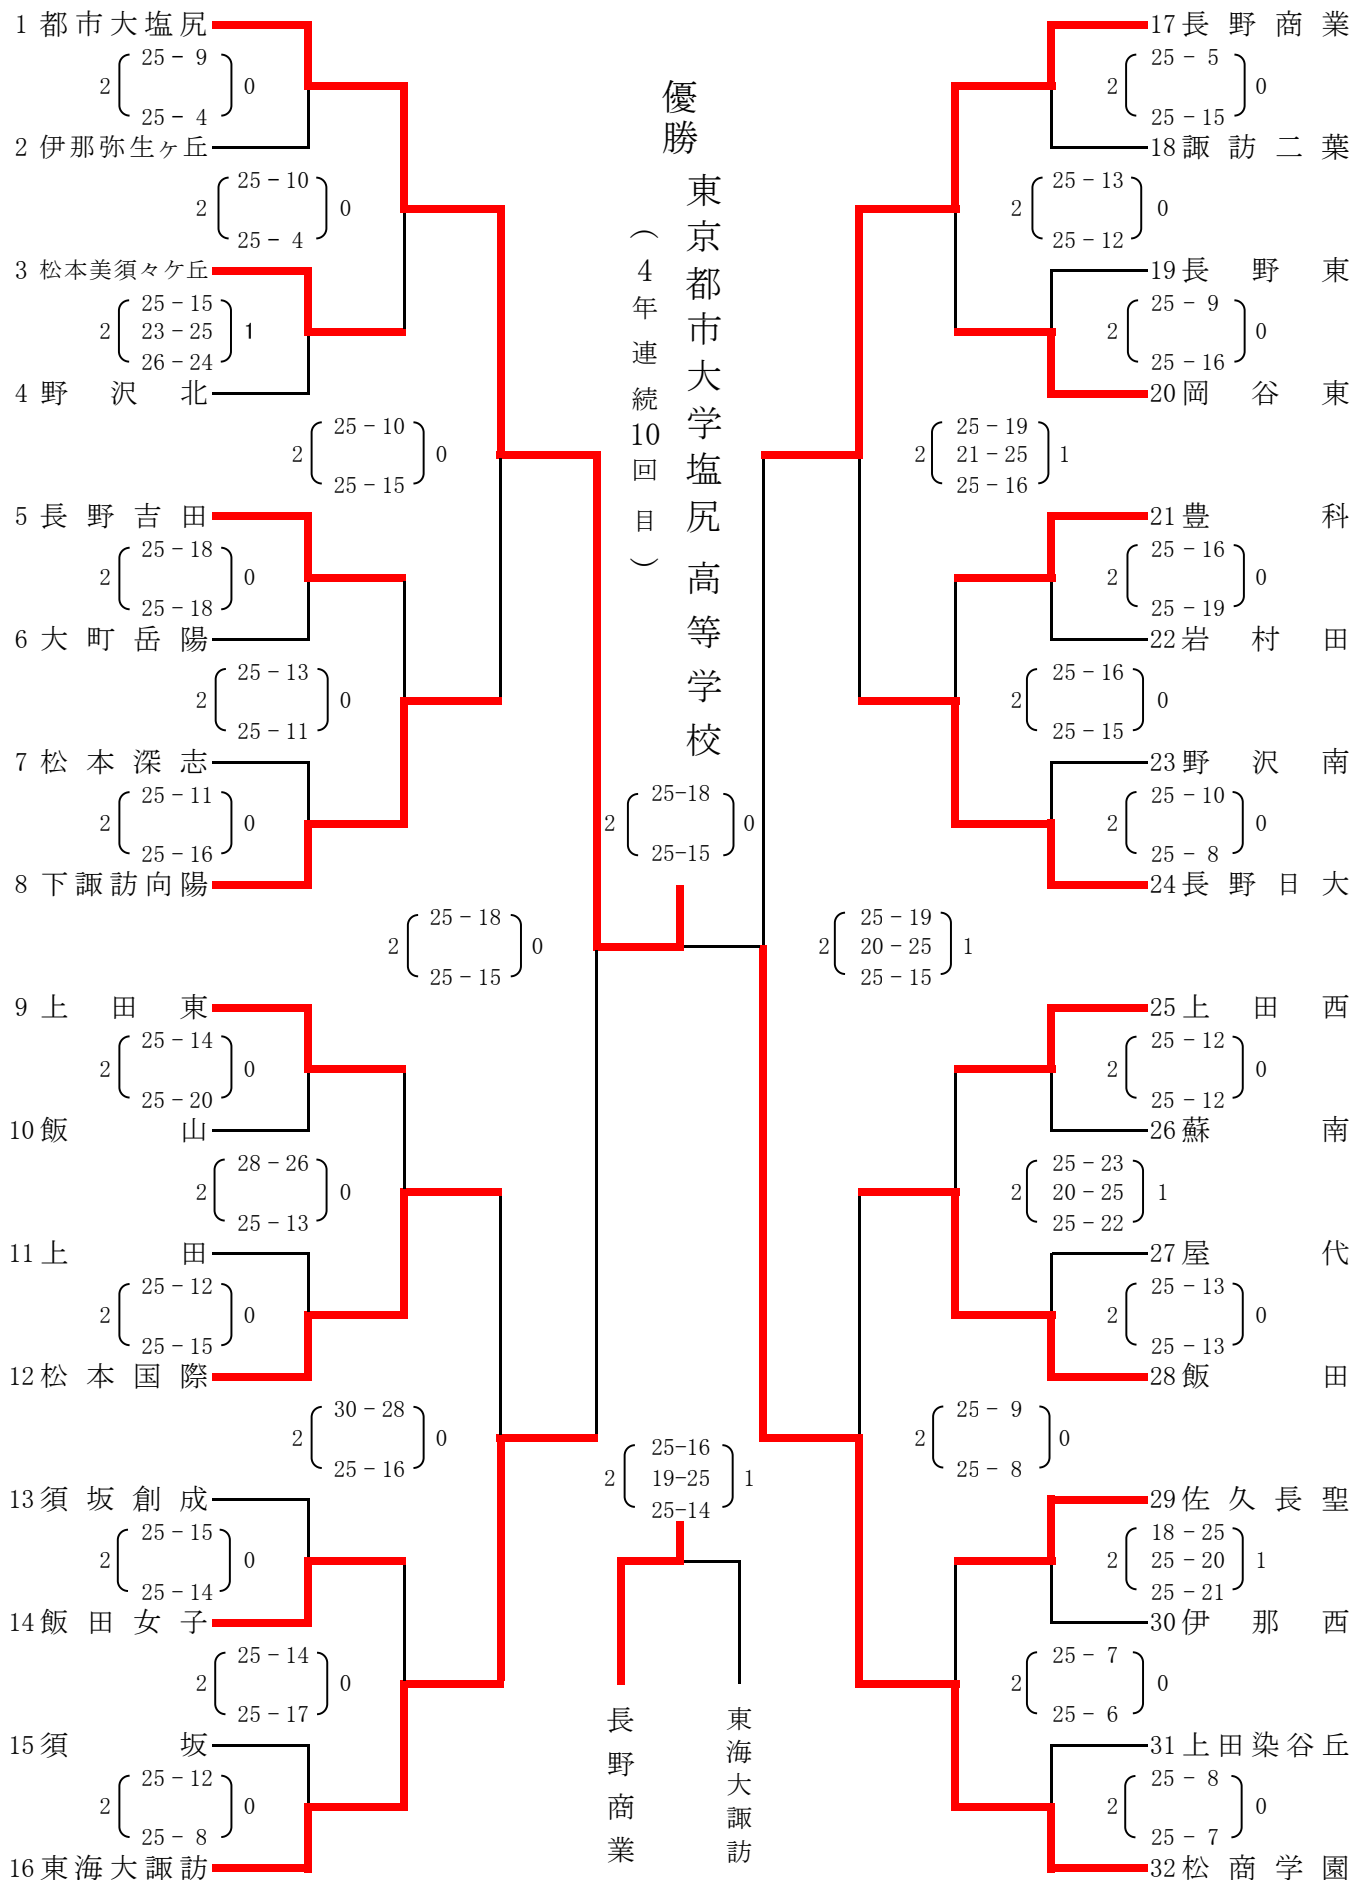 1 都市大塩尻
25 − 9
2 0
25 − 4
2 伊那弥生ヶ丘
25 − 10
2 0
25 − 4
3 松本美須々ケ丘
25 − 15
2 23 − 25 1
26 − 24
4 野沢北
25 − 10
2 0
25 − 15
5 長野吉田
25 − 18
2 0
25 − 18
6 大町岳陽
25 − 13
2 0
25 − 11
7 松本深志
25 − 11
2 0
25 − 16
8 下諏訪向陽
25 − 18
2 0
25 − 15
9 上田東
25 − 14
2 0
25 − 20
10 飯山
28 − 26
2 0
25 − 13
11 上田
25 − 12
2 0
25 − 15
12 松本国際
30 − 28
2 0
25 − 16
13 須坂創成
25 − 15
2 0
25 − 14
14 飯田女子
25 − 14
2 0
25 − 17
15 須坂
25 − 12
2 0
25 − 8
16 東海大諏訪
優勝
東京都市大学塩尻高等学校
（4年連続10回目）
25−18
2 0
25−15
25−16
2 19−25 1
25−14
長野商業
東海大諏訪
17 長野商業
25 − 5
2 0
25 − 15
18 諏訪二葉
25 − 13
2 0
25 − 12
19 長野東
25 − 9
2 0
25 − 16
20 岡谷東
25 − 19
2 21 − 25 1
25 − 16
21 豊科
25 − 16
2 0
25 − 19
22 岩村田
25 − 16
2 0
25 − 15
23 野沢南
25 − 10
2 0
25 − 8
24 長野日大
25 − 19
2 20 − 25 1
25 − 15
25 上田西
25 − 12
2 0
25 − 12
26 蘇南
25 − 23
2 20 − 25 1
25 − 22
27 屋代
25 − 13
2 0
25 − 13
28 飯田
25 − 9
2 0
25 − 8
29 佐久長聖
18 − 25
2 25 − 20 1
25 − 21
30 伊那西
25 − 7
2 0
25 − 6
31 上田染谷丘
25 − 8
2 0
25 − 7
32 松商学園